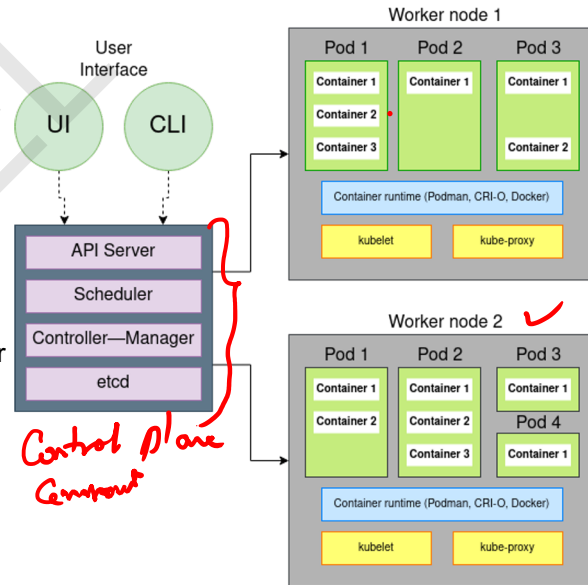 User
Interface
UI
CLI
API Server
Scheduler
Controller—Manager
etcd
r
Control plane
Worker node 1
Pod 1
Container 1
Container 2
Container 3
Pod 2
Container 1
Pod 3
Container 1
Container 2
Container runtime (Podman, CRI-O, Docker)
kubelet
kube-proxy
Worker node 2
Pod 1
Container 1
Container 2
Pod 2
Container 1
Container 2
Container 3
Pod 3
Container 1
Pod 4
Container 1
Container runtime (Podman, CRI-O, Docker)
kubelet
kube-proxy